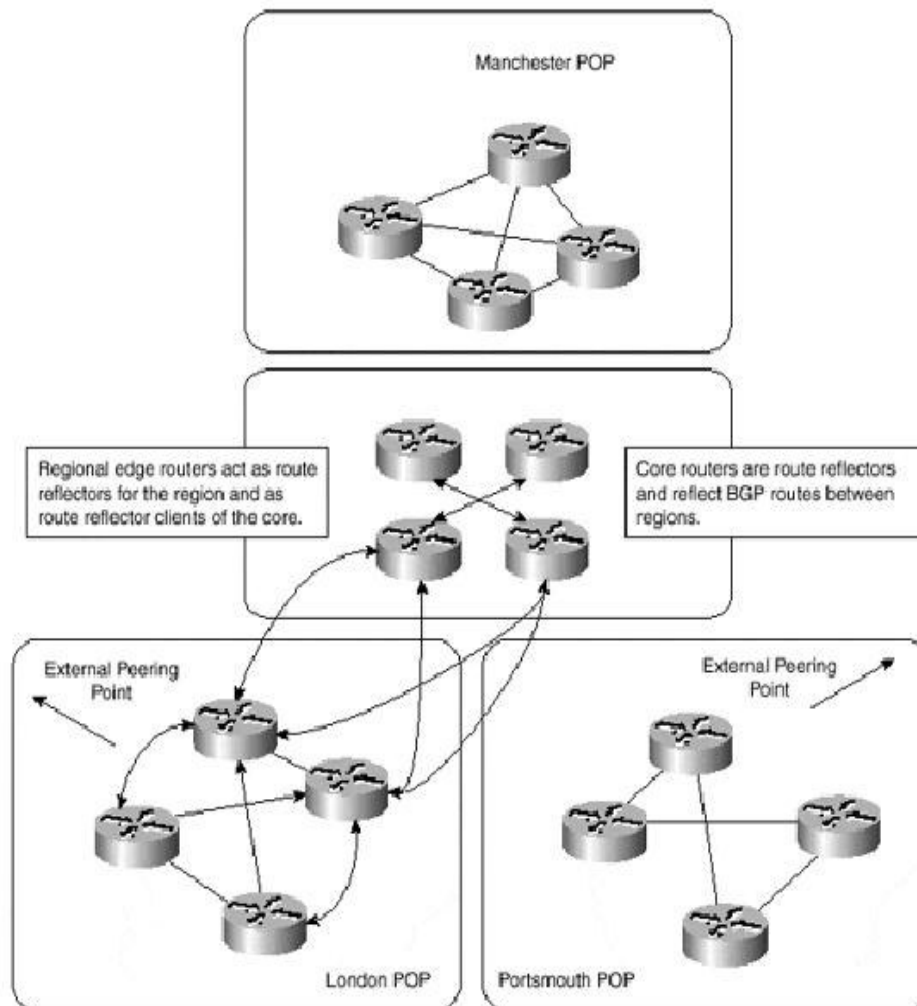 Manchester POP
Regional edge routers act as route
reflectors for the region and as
route reflector clients of the core.
Core routers are route reflectors
and reflect BGP routes between
regions.
External Peering
Point
London POP
External Peering
Point
Portsmouth POP